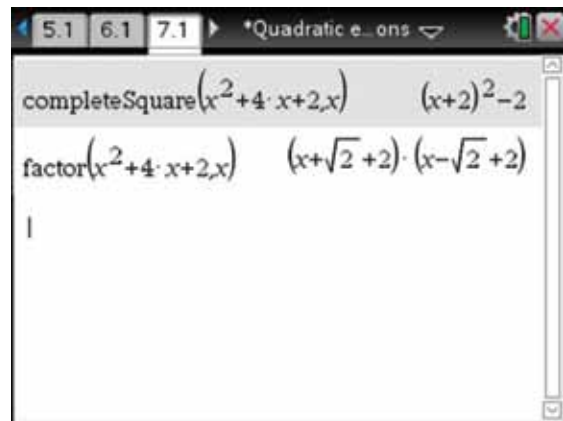 5.1 6.1 7.1 *Quadratic e...ons
completeSquare(x²+4·x+2,x) (x+2)²−2
factor(x²+4·x+2,x) (x+√2+2)·(x−√2+2)